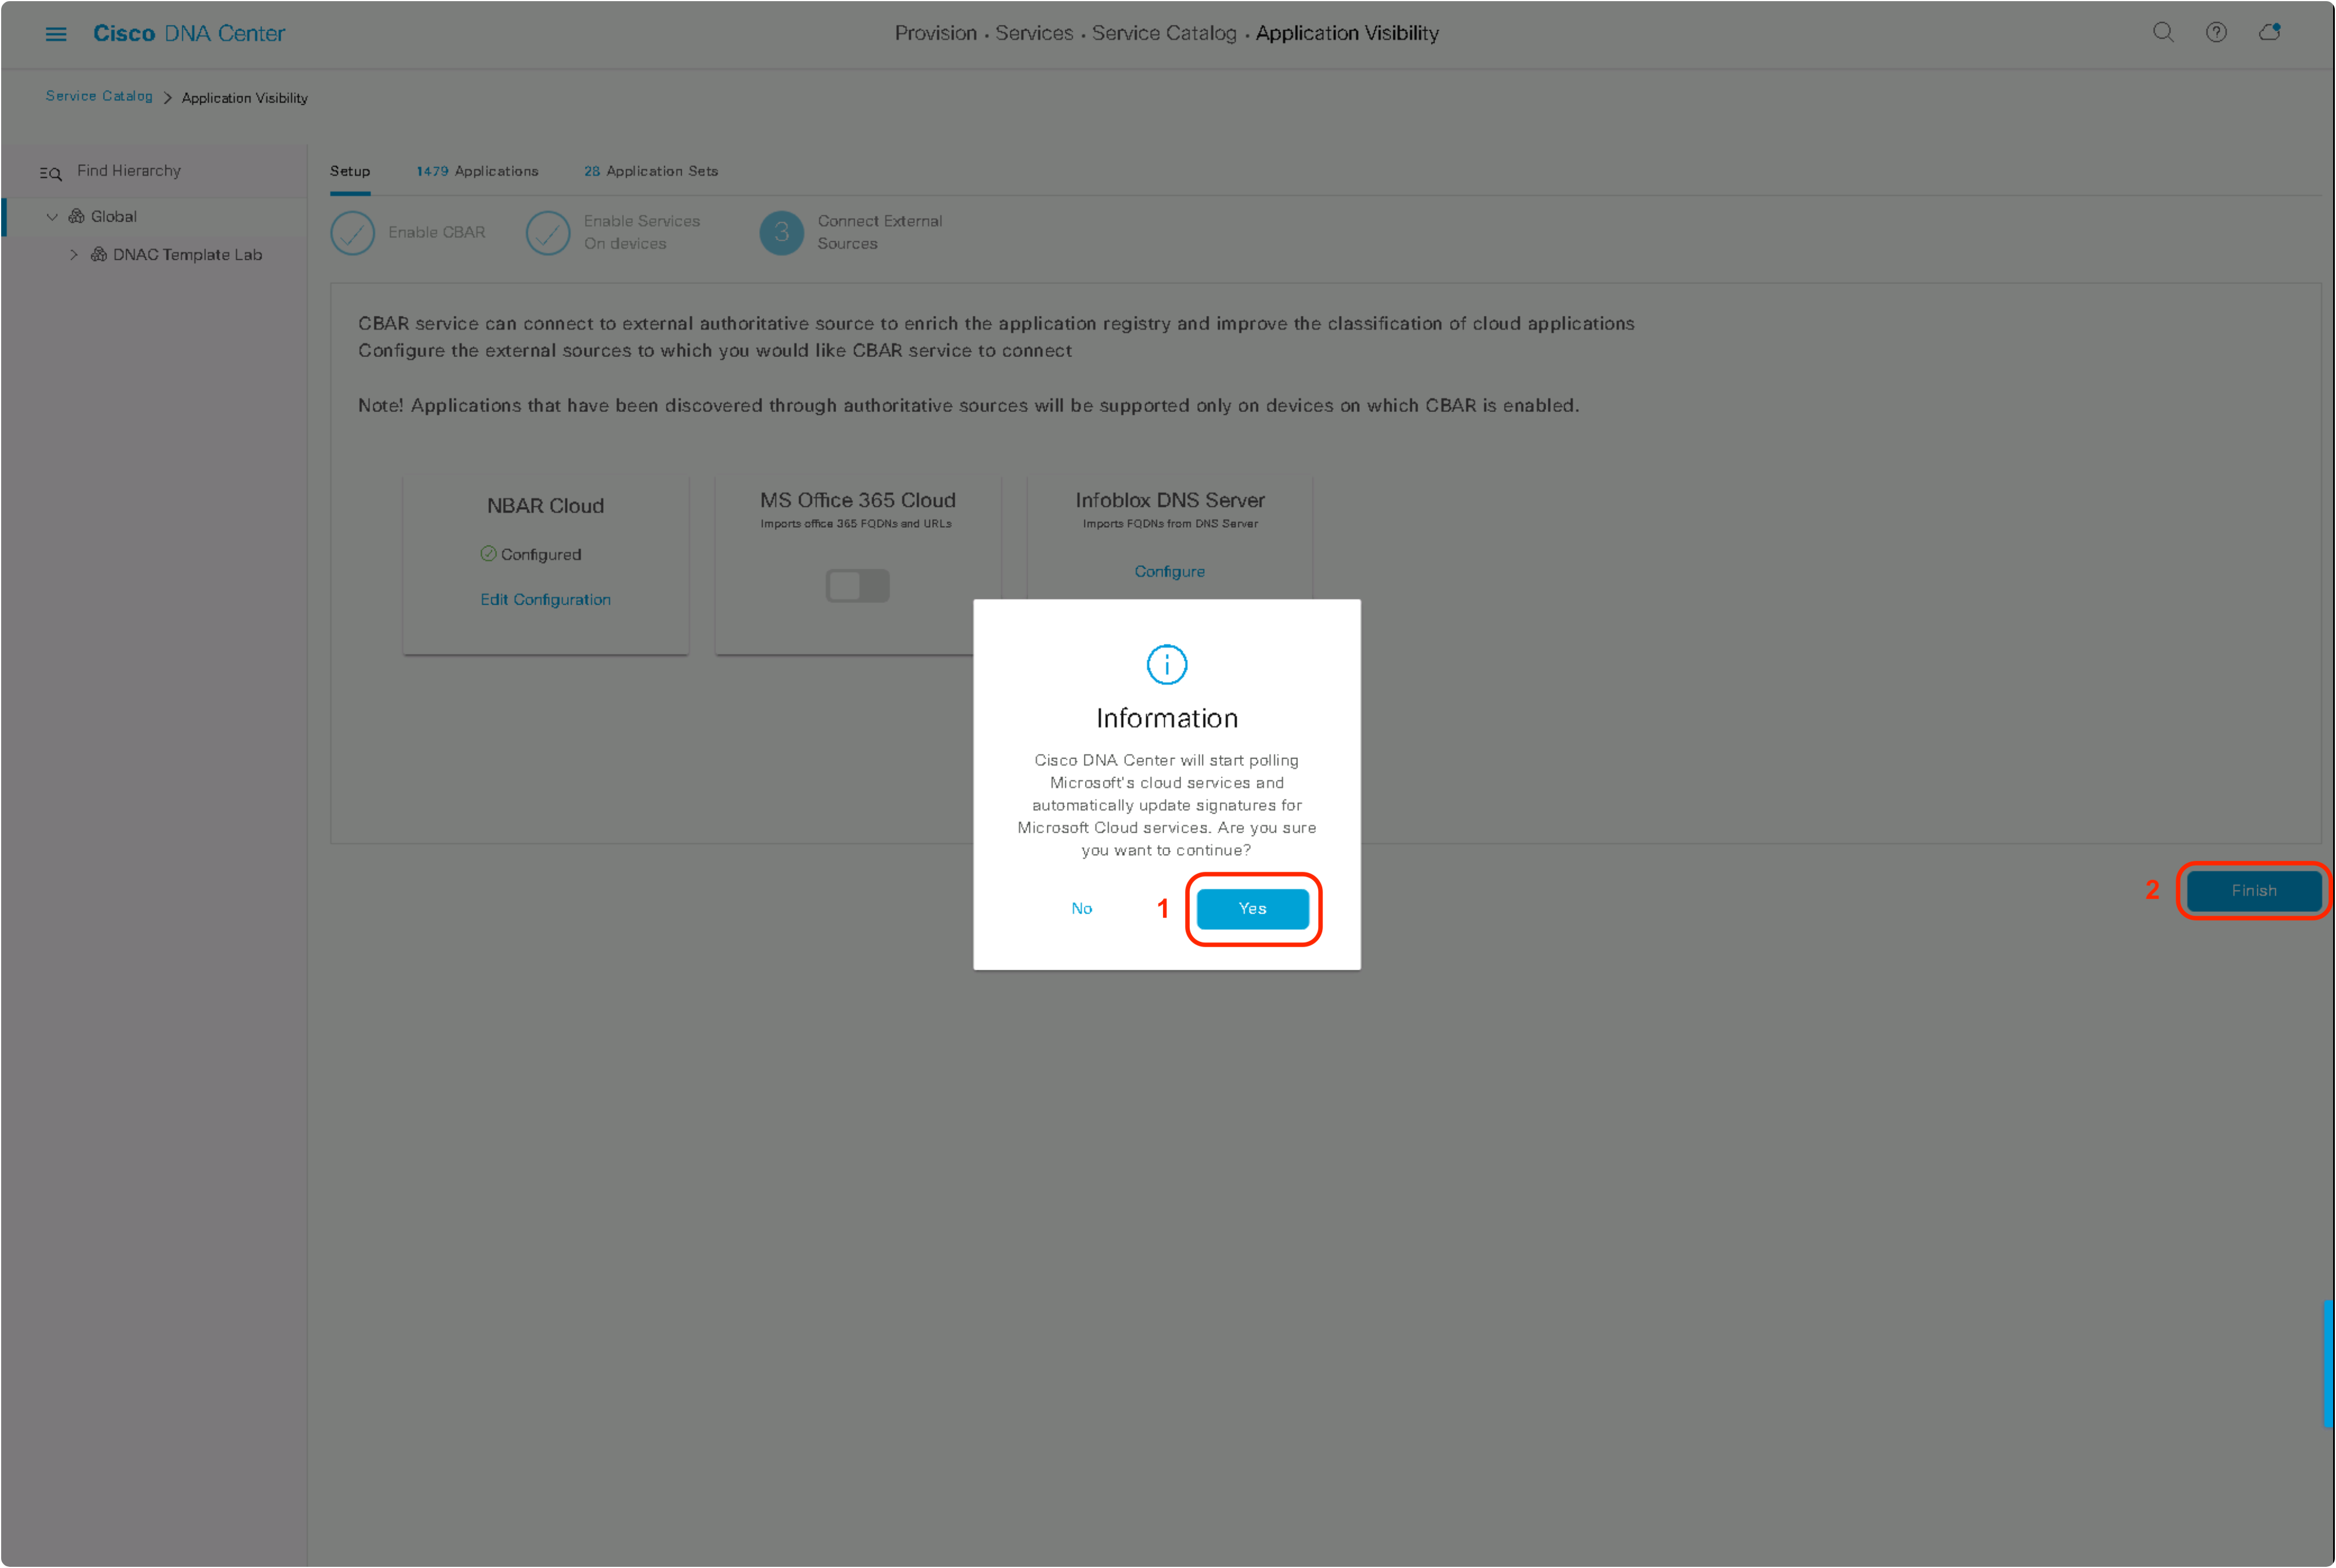 Cisco DNA Center
Provision · Services · Service Catalog · Application Visibility
Service Catalog > Application Visibility
Find Hierarchy
Global
DNAC Template Lab
Setup
1479 Applications
28 Application Sets
Enable CBAR
Enable Services
On devices
3
Connect External
Sources
CBAR service can connect to external authoritative source to enrich the application registry and improve the classification of cloud applications
Configure the external sources to which you would like CBAR service to connect
Note! Applications that have been discovered through authoritative sources will be supported only on devices on which CBAR is enabled.
NBAR Cloud
Configured
Edit Configuration
MS Office 365 Cloud
Imports office 365 FQDNs and URLs
Infoblox DNS Server
Imports FQDNs from DNS Server
Configure
Information
Cisco DNA Center will start polling
Microsoft's cloud services and
automatically update signatures for
Microsoft Cloud services. Are you sure
you want to continue?
No
1
Yes
2
Finish